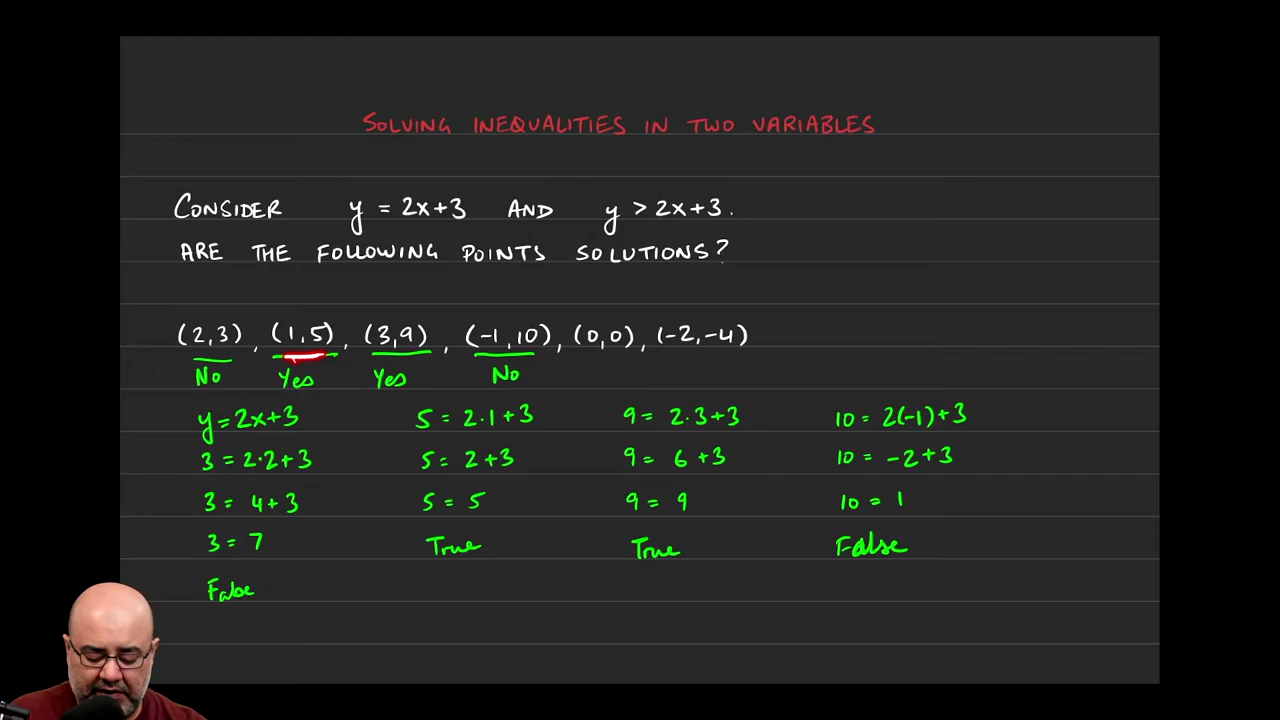 SOLVING INEQUALITIES IN TWO VARIABLES
CONSIDER y = 2x+3 AND y > 2x+3.
ARE THE FOLLOWING POINTS SOLUTIONS?
(2,3), (1,5), (3,9), (-1,10), (0,0), (-2,-4)
No Yes Yes No
y = 2x+3 5 = 2·1+3 9 = 2·3+3 10 = 2(-1)+3
3 = 2·2+3 5 = 2+3 9 = 6+3 10 = -2+3
3 = 4+3 5 = 5 9 = 9 10 = 1
3 = 7 True True False
False